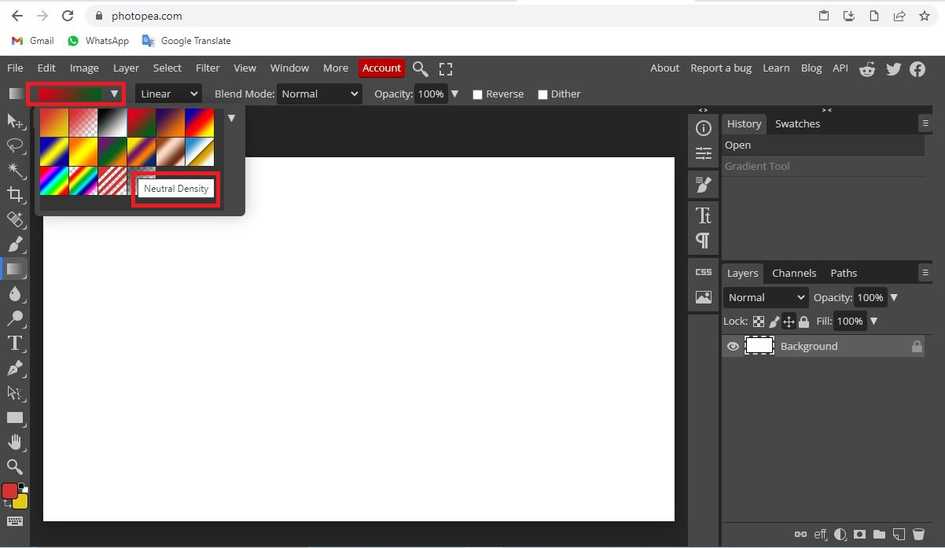 photopea.com
Gmail WhatsApp Google Translate
File Edit Image Layer Select Filter View Window More Account About Report a bug Learn Blog API
Linear Blend Mode: Normal Opacity: 100% Reverse Dither
History Swatches
Open
Gradient Tool
Neutral Density
Tt
CSS
Layers Channels Paths
Normal Opacity: 100%
Lock: Fill: 100%
Background
T
eff